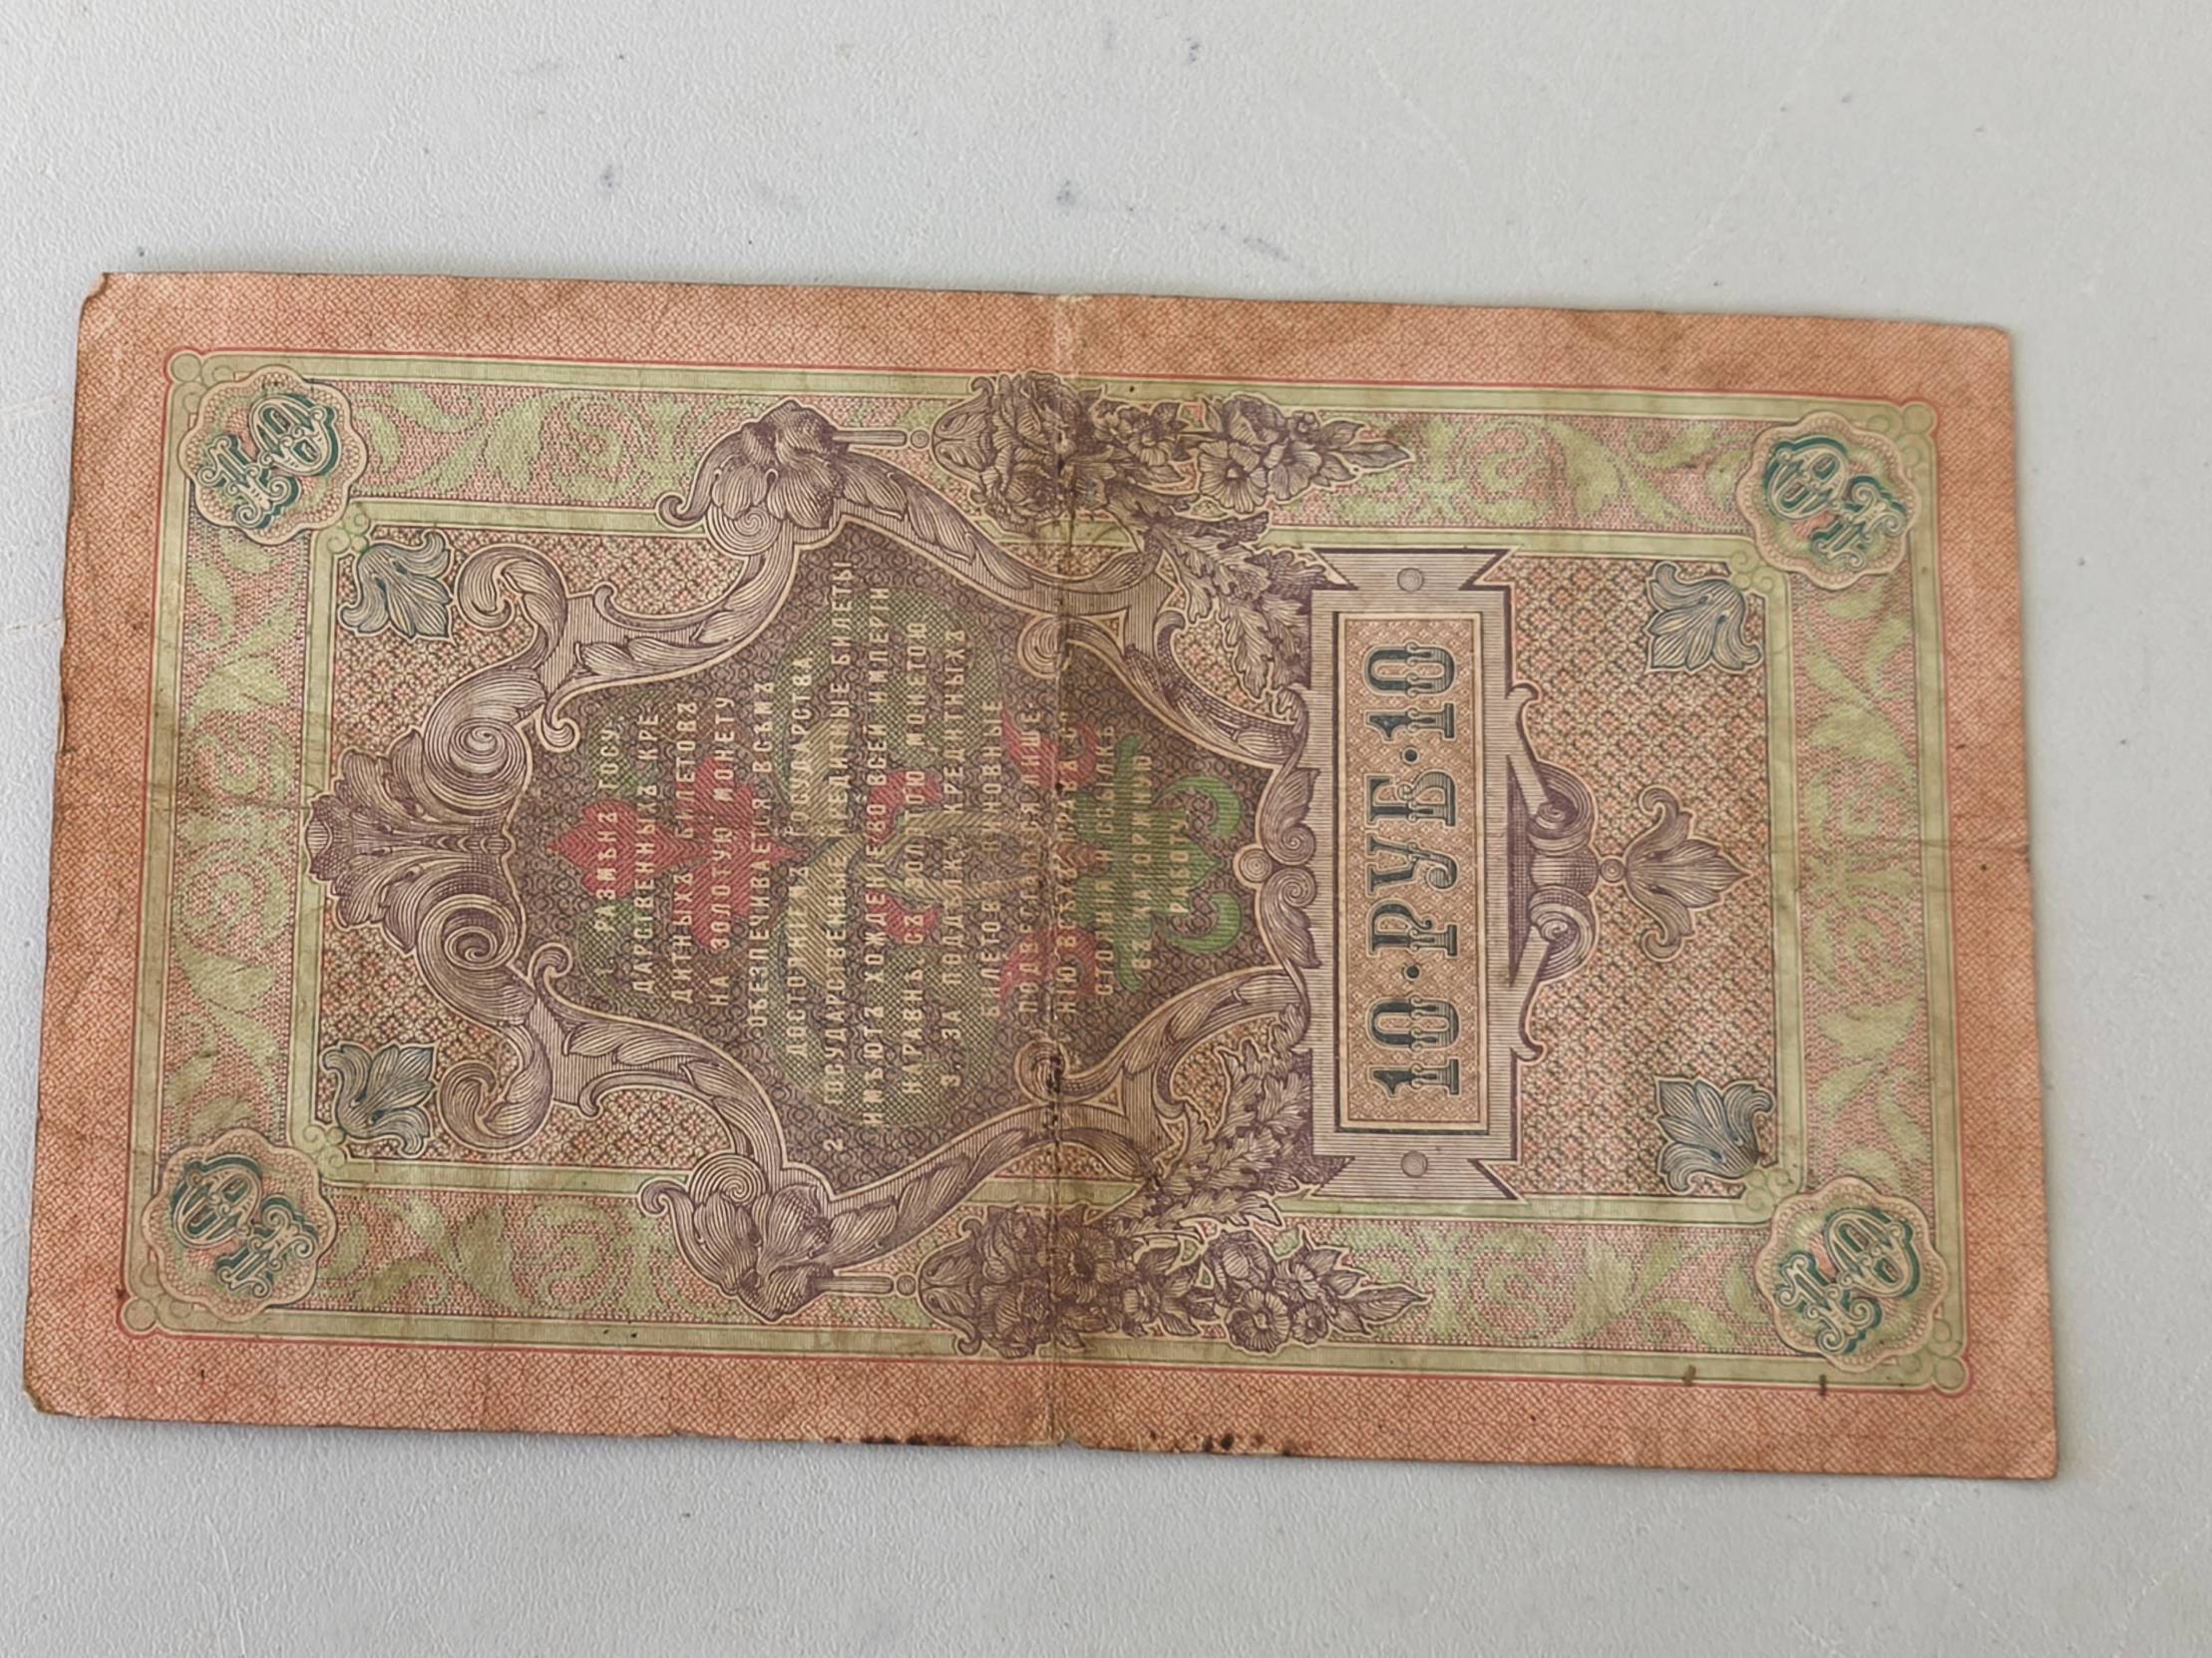 10
10
1. РАЗМѢНЪ ГОСУ-
ДАРСТВЕННЫХЪ КРЕ-
ДИТНЫХЪ БИЛЕТОВЪ
НА ЗОЛОТУЮ МОНЕТУ
ОБЕЗПЕЧИВАЕТСЯ ВСѢМЪ
ДОСТОЯНІЕМЪ ГОСУДАРСТВА.
2. ГОСУДАРСТВЕННЫЕ КРЕДИТНЫЕ БИЛЕТЫ
ИМѢЮТЪ ХОЖДЕНІЕ ВО ВСЕЙ ИМПЕРІИ
НАРАВНѢ СЪ ЗОЛОТОЮ МОНЕТОЮ.
3. ЗА ПОДДѢЛКУ КРЕДИТНЫХЪ
БИЛЕТОВЪ ВИНОВНЫЕ
ПОДВЕРГАЮТСЯ ЛИШЕ-
НІЮ ВСѢХЪ ПРАВЪ СО-
СТОЯНІЯ И ССЫЛКѢ
ВЪ КАТОРЖНУЮ
РАБОТУ.
10·РУБ·10
10
10